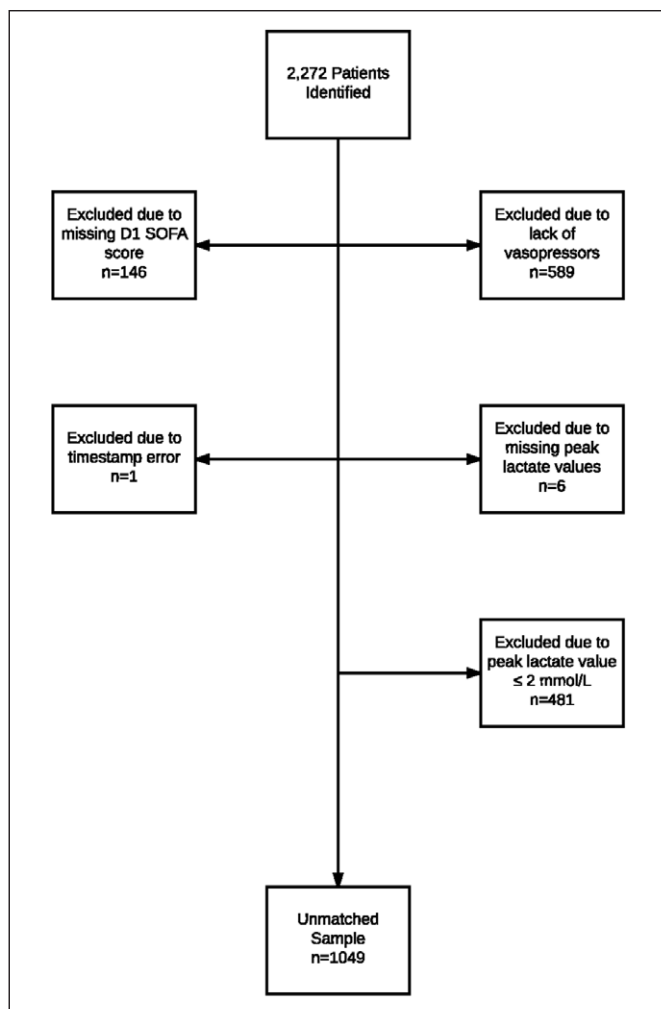 2,272 Patients
Identified
Excluded due to
missing D1 SOFA
score
n=146
Excluded due to
lack of
vasopressors
n=589
Excluded due to
timestamp error
n=1
Excluded due to
missing peak
lactate values
n=6
Excluded due to
peak lactate value
≤ 2 mmol/L
n=481
Unmatched
Sample
n=1049